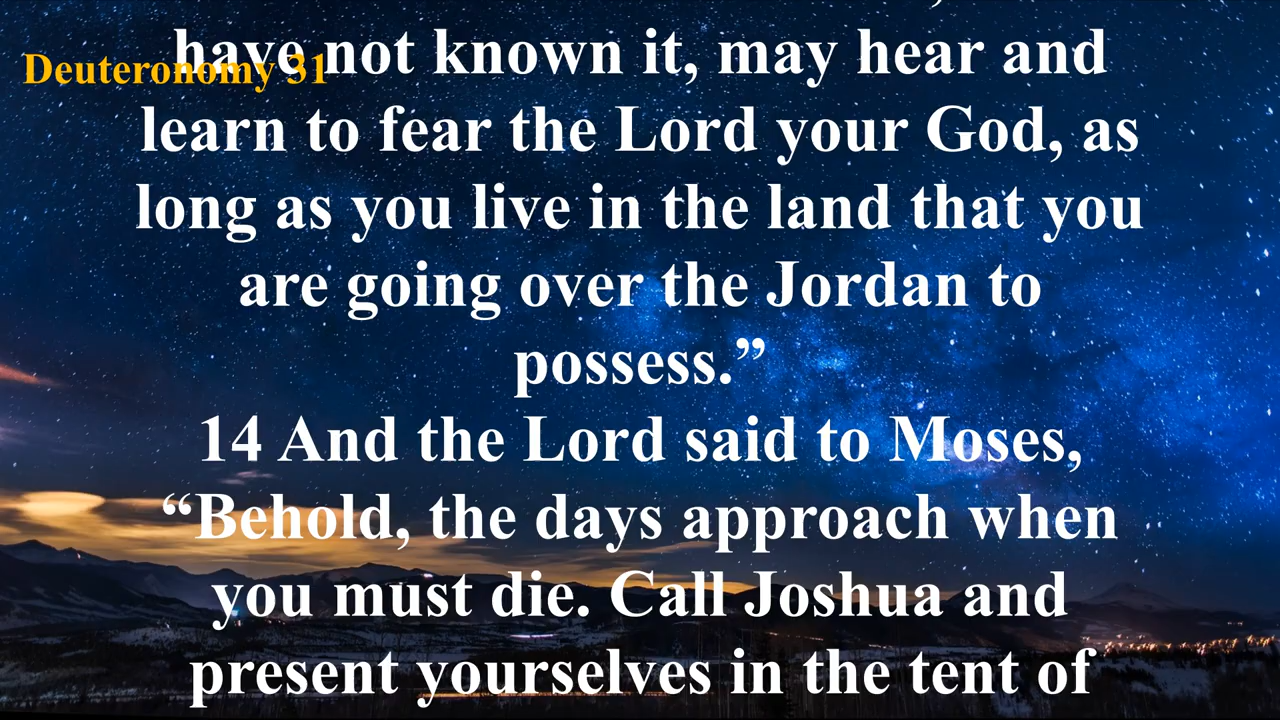 Deuteronomy 31
have not known it, may hear and
learn to fear the Lord your God, as
long as you live in the land that you
are going over the Jordan to
possess.”
14 And the Lord said to Moses,
“Behold, the days approach when
you must die. Call Joshua and
present yourselves in the tent of